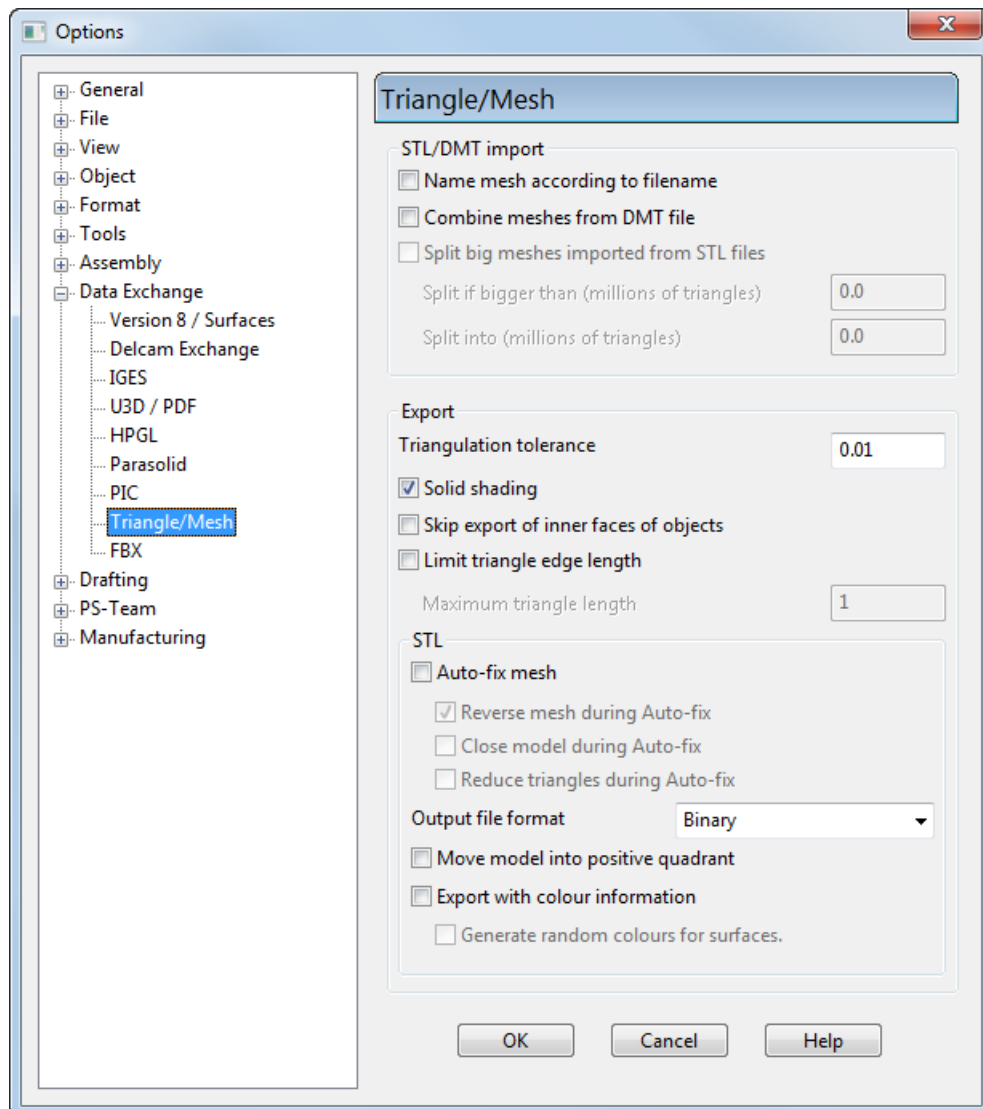 Options
General
File
View
Object
Format
Tools
Assembly
Data Exchange
Version 8 / Surfaces
Delcam Exchange
IGES
U3D / PDF
HPGL
Parasolid
PIC
Triangle/Mesh
FBX
Drafting
PS-Team
Manufacturing
Triangle/Mesh
STL/DMT import
Name mesh according to filename
Combine meshes from DMT file
Split big meshes imported from STL files
Split if bigger than (millions of triangles) 0.0
Split into (millions of triangles) 0.0
Export
Triangulation tolerance 0.01
Solid shading
Skip export of inner faces of objects
Limit triangle edge length
Maximum triangle length 1
STL
Auto-fix mesh
Reverse mesh during Auto-fix
Close model during Auto-fix
Reduce triangles during Auto-fix
Output file format Binary
Move model into positive quadrant
Export with colour information
Generate random colours for surfaces.
OK Cancel Help